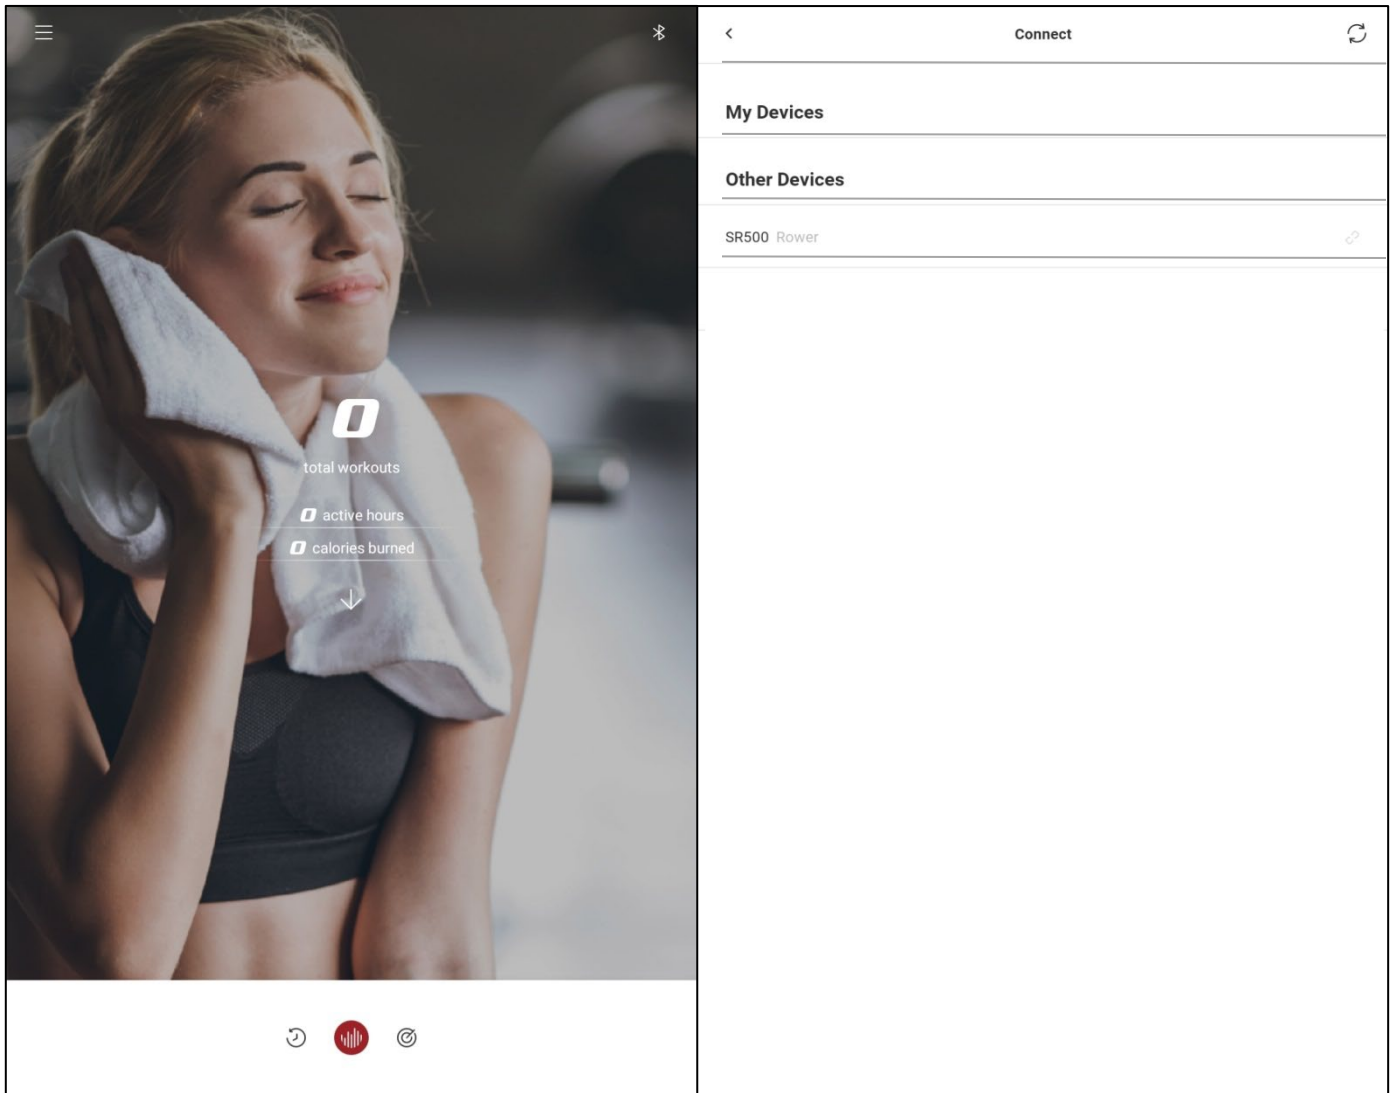 0
total workouts
0 active hours
0 calories burned
Connect
My Devices
Other Devices
SR500 Rower